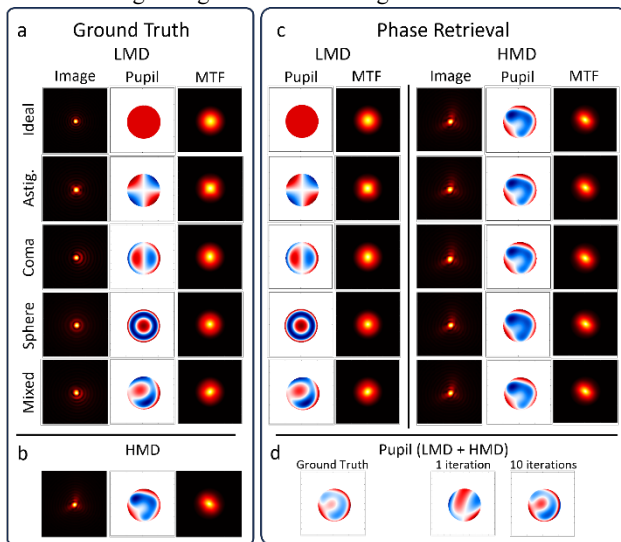 a Ground Truth
LMD
Image Pupil MTF
Ideal
Astig.
Coma
Sphere
Mixed
b HMD
c Phase Retrieval
LMD HMD
Pupil MTF Image Pupil MTF
d Pupil (LMD + HMD)
Ground Truth 1 iteration 10 iterations